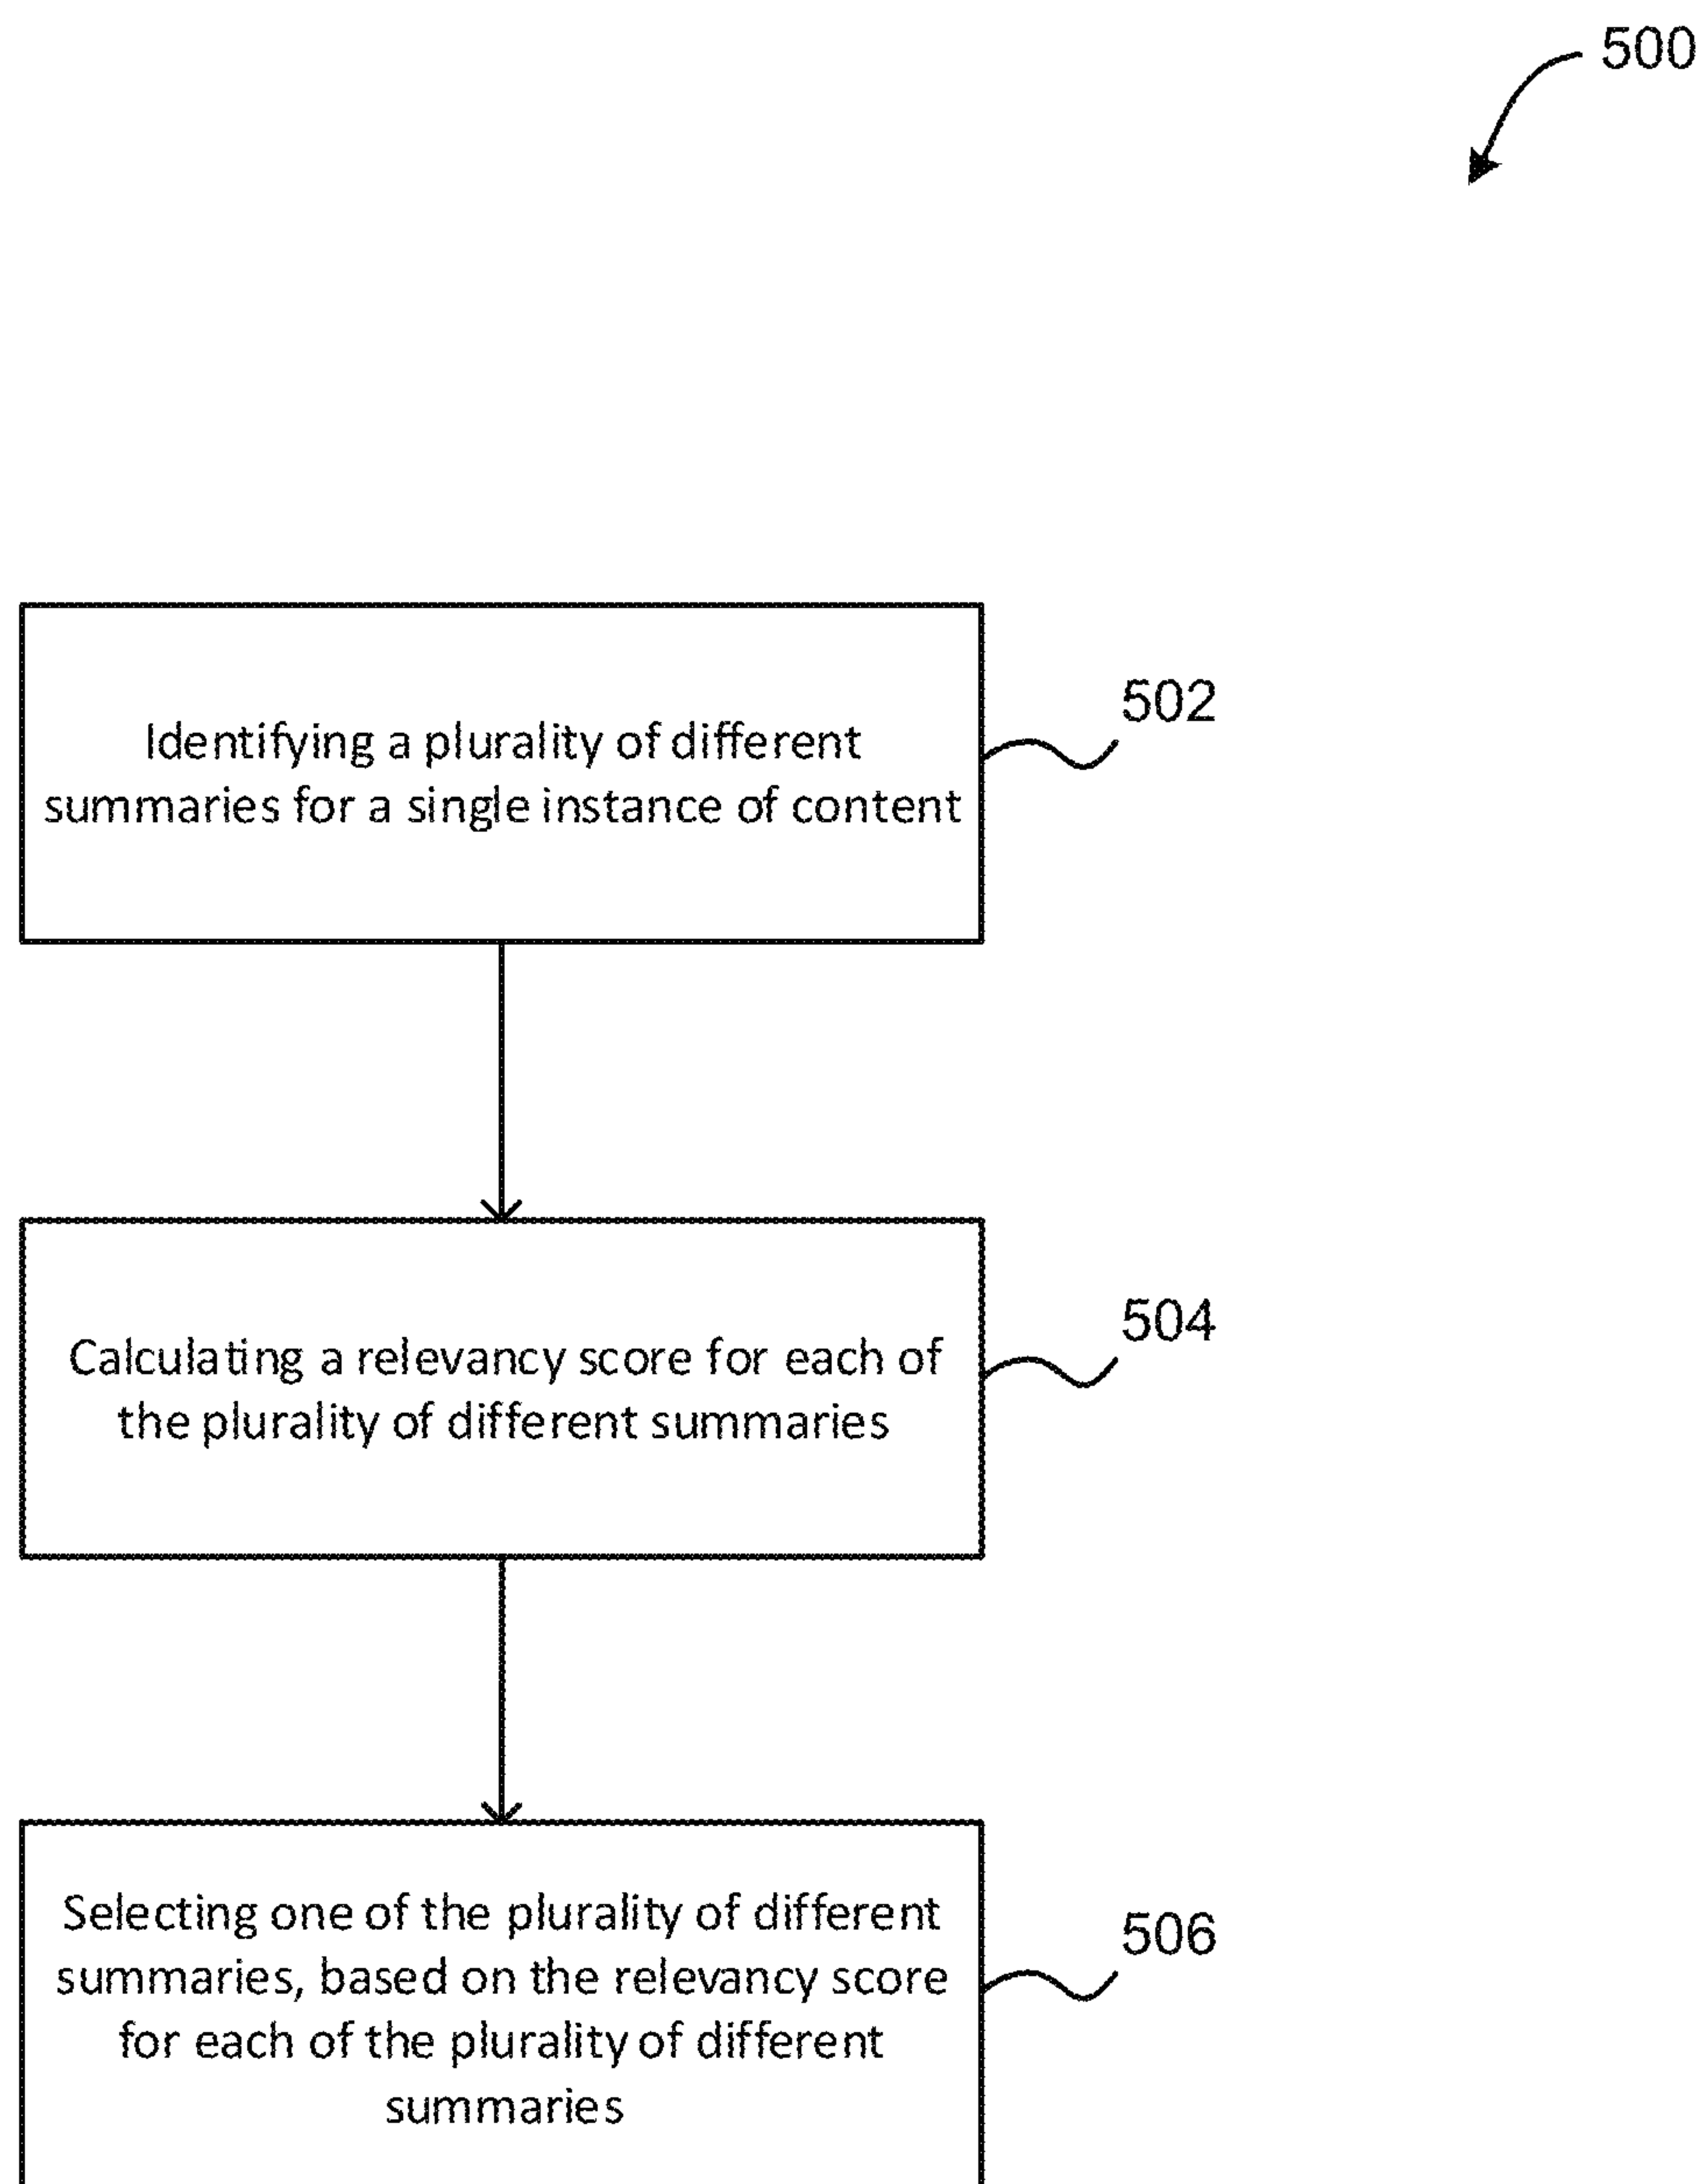 500
Identifying a plurality of different
summaries for a single instance of content
502
Calculating a relevancy score for each of
the plurality of different summaries
504
Selecting one of the plurality of different
summaries, based on the relevancy score
for each of the plurality of different
summaries
506